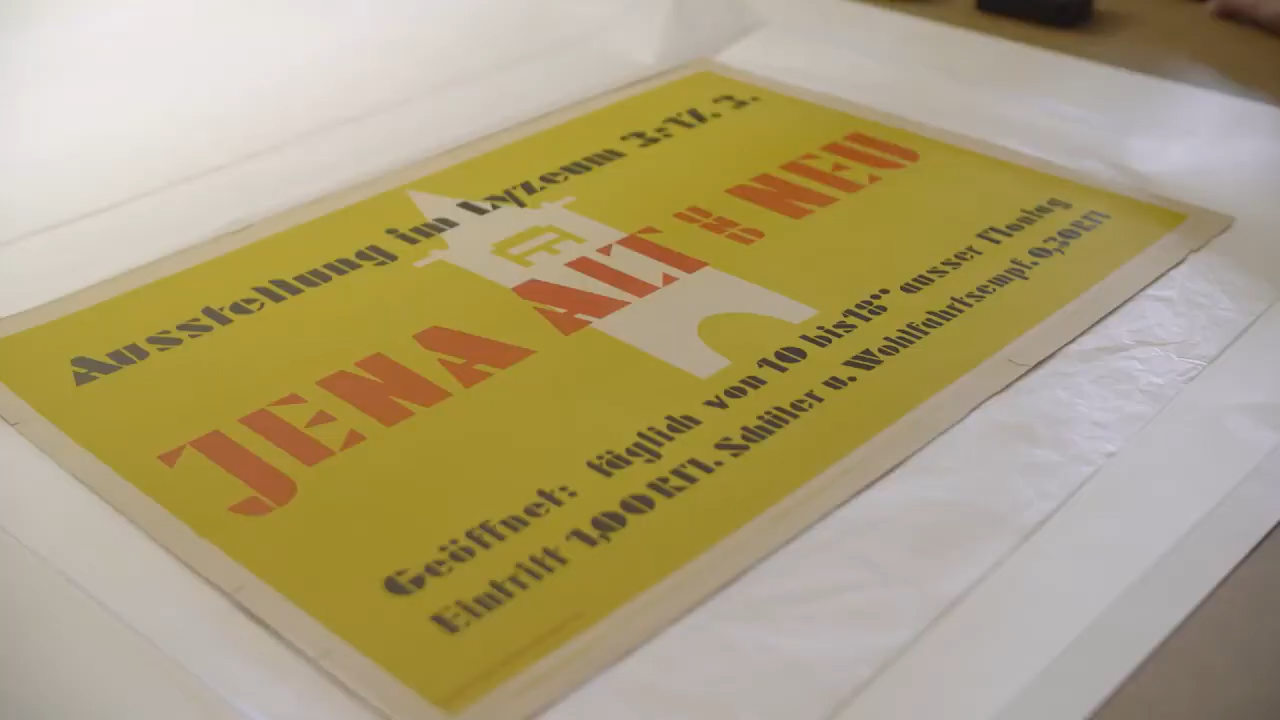 Ausstellung im Lyzeum 3.-17. 3.
JENA ALT UND NEU
Geöffnet: täglich von 10 bis 18°° ausser Montag
Eintritt 1,00 RM. Schüler u. Wohlfahrtsempf. 0,30 RM